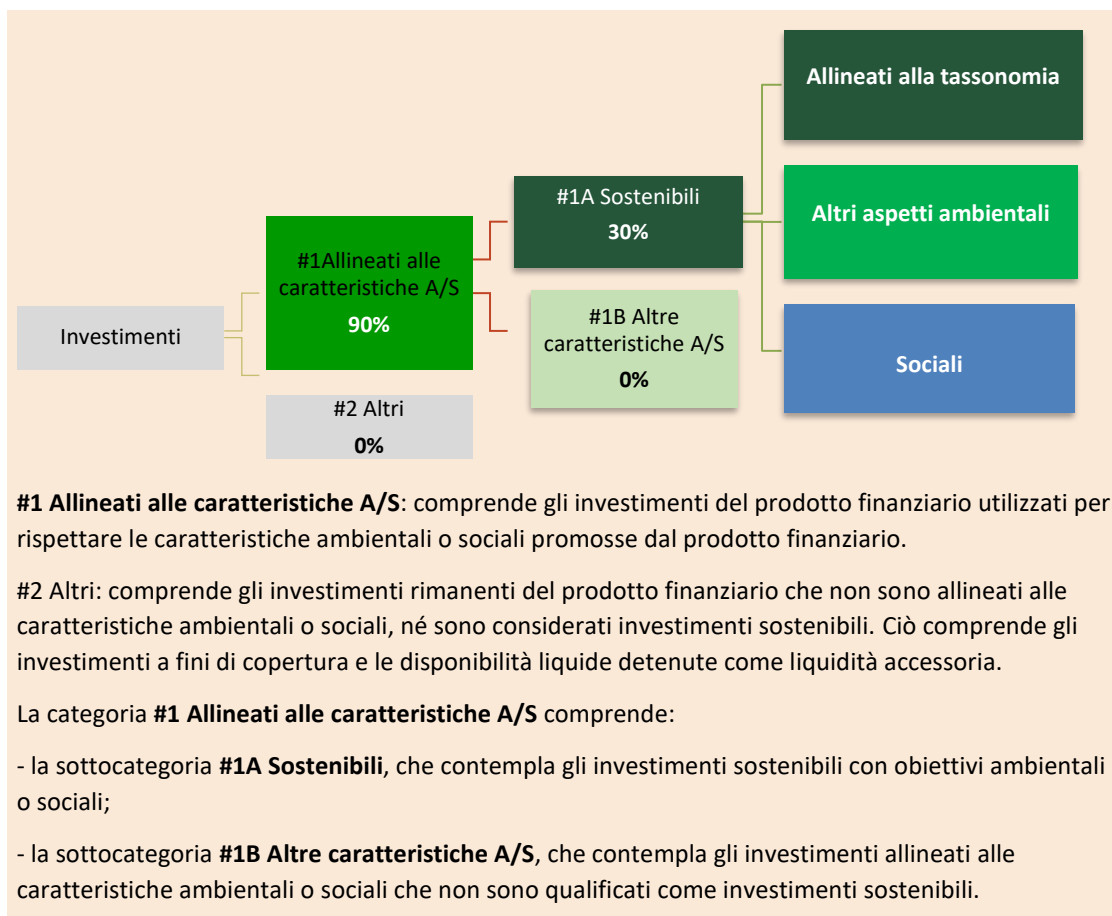 Allineati alla tassonomia
#1A Sostenibili
30%
Altri aspetti ambientali
#1Allineati alle
caratteristiche A/S
90%
Investimenti
#1B Altre
caratteristiche A/S
0%
Sociali
#2 Altri
0%
#1 Allineati alle caratteristiche A/S: comprende gli investimenti del prodotto finanziario utilizzati per
rispettare le caratteristiche ambientali o sociali promosse dal prodotto finanziario.
#2 Altri: comprende gli investimenti rimanenti del prodotto finanziario che non sono allineati alle
caratteristiche ambientali o sociali, né sono considerati investimenti sostenibili. Ciò comprende gli
investimenti a fini di copertura e le disponibilità liquide detenute come liquidità accessoria.
La categoria #1 Allineati alle caratteristiche A/S comprende:
- la sottocategoria #1A Sostenibili, che contempla gli investimenti sostenibili con obiettivi ambientali
o sociali;
- la sottocategoria #1B Altre caratteristiche A/S, che contempla gli investimenti allineati alle
caratteristiche ambientali o sociali che non sono qualificati come investimenti sostenibili.